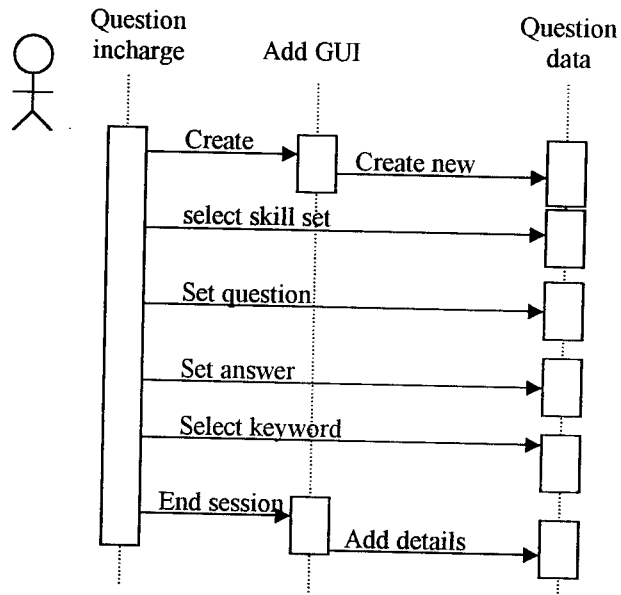 Question
incharge
Add GUI
Question
data
Create
Create new
select skill set
Set question
Set answer
Select keyword
End session
Add details